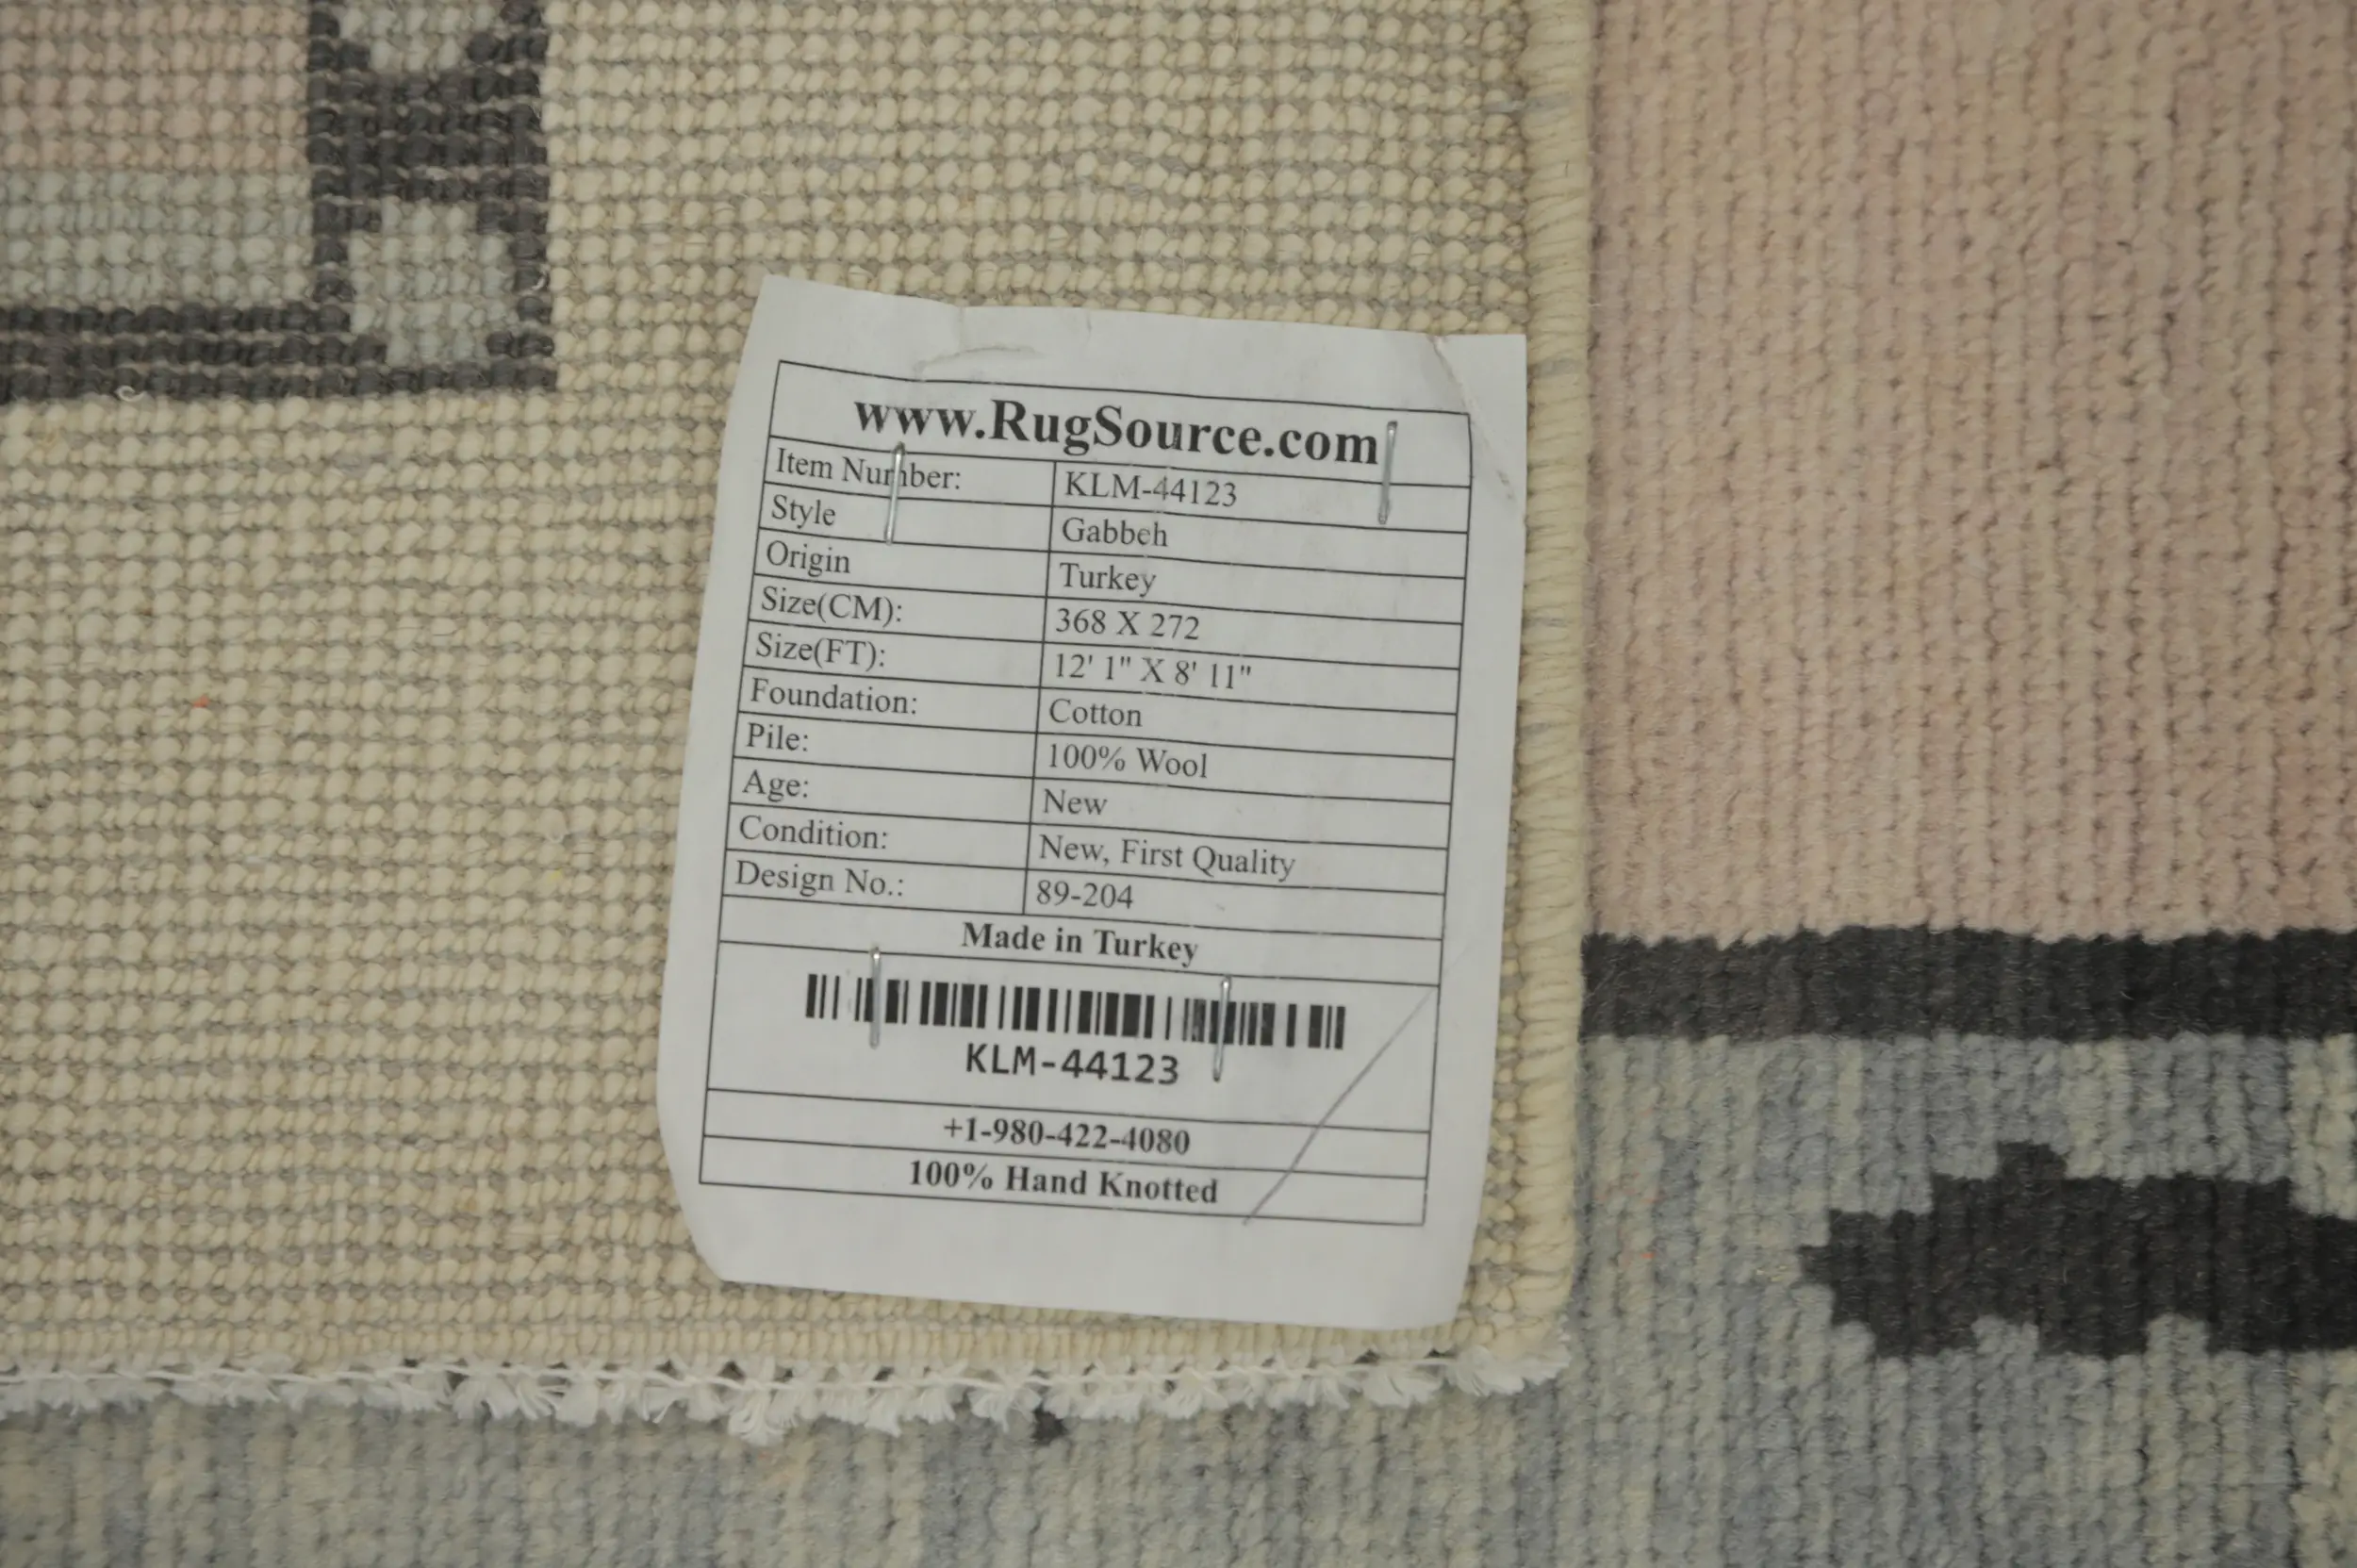 www.RugSource.com
Item Number: KLM-44123
Style Gabbeh
Origin Turkey
Size(CM): 368 X 272
Size(FT): 12' 1" X 8' 11"
Foundation: Cotton
Pile: 100% Wool
Age: New
Condition: New, First Quality
Design No.: 89-204
Made in Turkey
KLM-44123
+1-980-422-4080
100% Hand Knotted